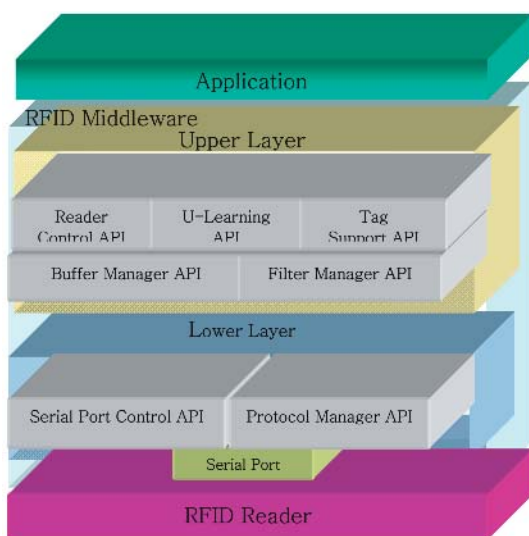 Application
RFID Middleware
Upper Layer
Reader Control API
U-Learning API
Tag Support API
Buffer Manager API
Filter Manager API
Lower Layer
Serial Port Control API
Protocol Manager API
Serial Port
RFID Reader